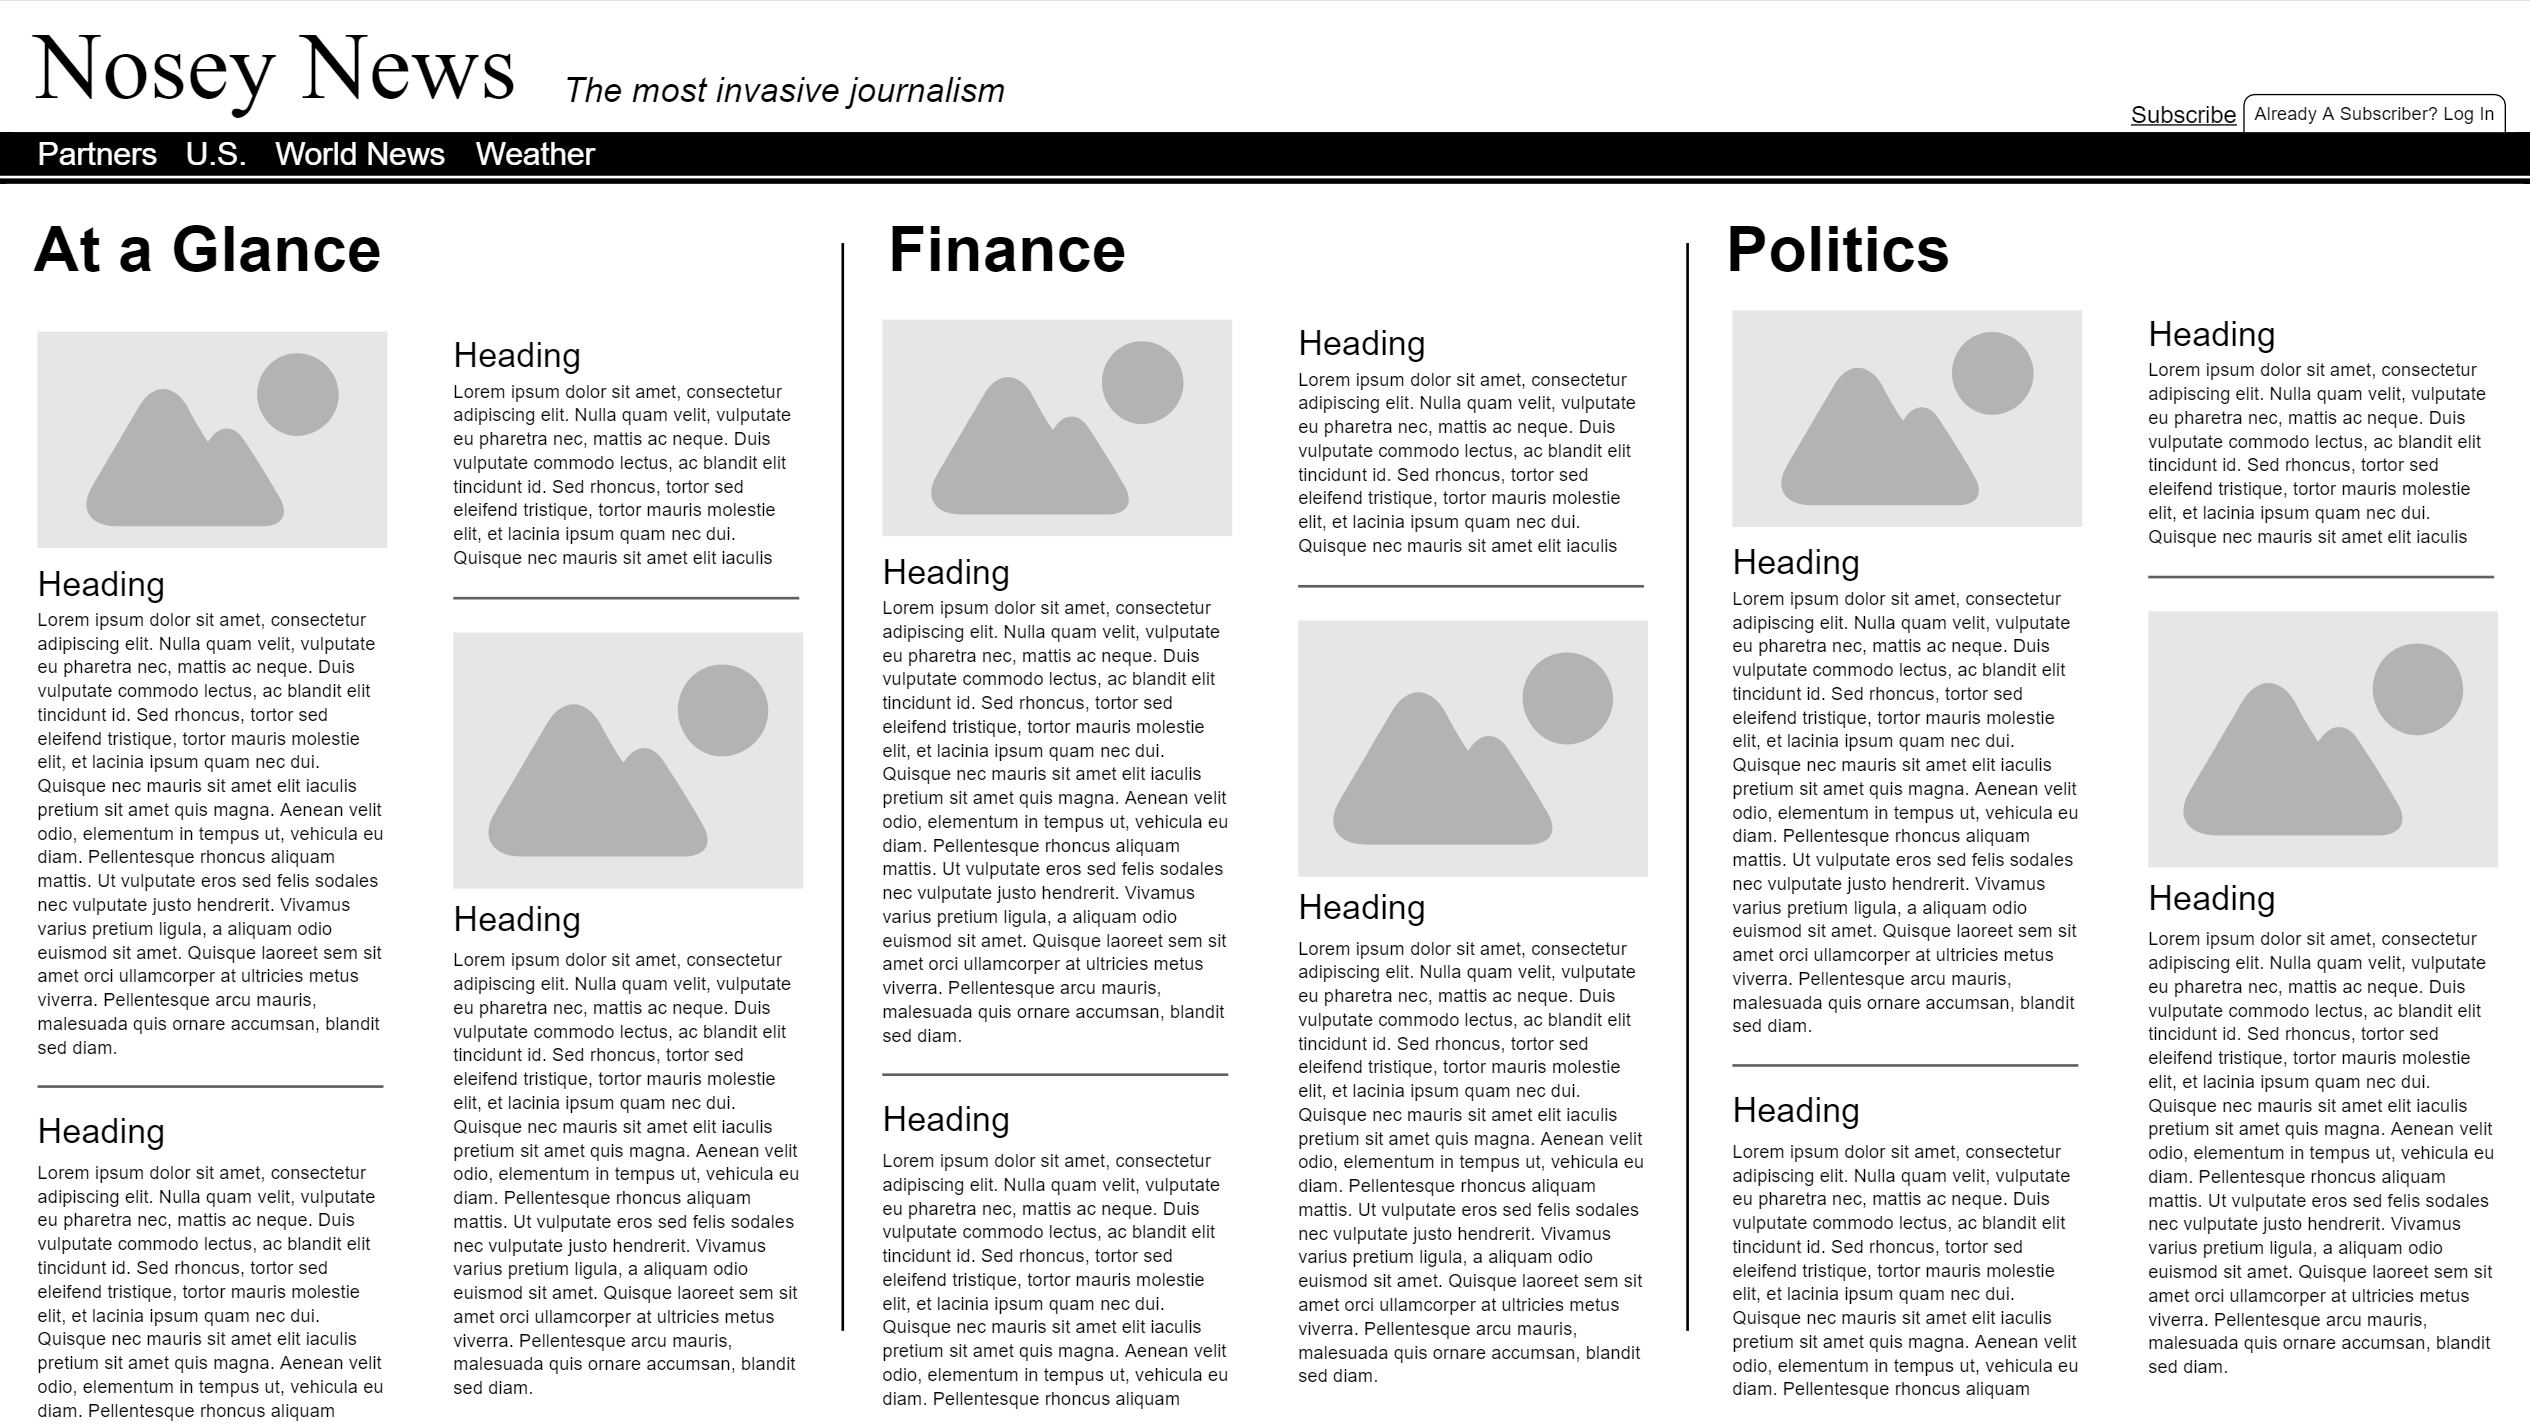 Nosey News
The most invasive journalism
Subscribe
Already A Subscriber? Log In
Partners U.S. World News Weather
At a Glance
Heading
Lorem ipsum dolor sit amet, consectetur
adipiscing elit. Nulla quam velit, vulputate
eu pharetra nec, mattis ac neque. Duis
vulputate commodo lectus, ac blandit elit
tincidunt id. Sed rhoncus, tortor sed
eleifend tristique, tortor mauris molestie
elit, et lacinia ipsum quam nec dui.
Quisque nec mauris sit amet elit iaculis
pretium sit amet quis magna. Aenean velit
odio, elementum in tempus ut, vehicula eu
diam. Pellentesque rhoncus aliquam
mattis. Ut vulputate eros sed felis sodales
nec vulputate justo hendrerit. Vivamus
varius pretium ligula, a aliquam odio
euismod sit amet. Quisque laoreet sem sit
amet orci ullamcorper at ultricies metus
viverra. Pellentesque arcu mauris,
malesuada quis ornare accumsan, blandit
sed diam.
Heading
Lorem ipsum dolor sit amet, consectetur
adipiscing elit. Nulla quam velit, vulputate
eu pharetra nec, mattis ac neque. Duis
vulputate commodo lectus, ac blandit elit
tincidunt id. Sed rhoncus, tortor sed
eleifend tristique, tortor mauris molestie
elit, et lacinia ipsum quam nec dui.
Quisque nec mauris sit amet elit iaculis
pretium sit amet quis magna. Aenean velit
odio, elementum in tempus ut, vehicula eu
diam. Pellentesque rhoncus aliquam
Heading
Lorem ipsum dolor sit amet, consectetur
adipiscing elit. Nulla quam velit, vulputate
eu pharetra nec, mattis ac neque. Duis
vulputate commodo lectus, ac blandit elit
tincidunt id. Sed rhoncus, tortor sed
eleifend tristique, tortor mauris molestie
elit, et lacinia ipsum quam nec dui.
Quisque nec mauris sit amet elit iaculis
Heading
Lorem ipsum dolor sit amet, consectetur
adipiscing elit. Nulla quam velit, vulputate
eu pharetra nec, mattis ac neque. Duis
vulputate commodo lectus, ac blandit elit
tincidunt id. Sed rhoncus, tortor sed
eleifend tristique, tortor mauris molestie
elit, et lacinia ipsum quam nec dui.
Quisque nec mauris sit amet elit iaculis
pretium sit amet quis magna. Aenean velit
odio, elementum in tempus ut, vehicula eu
diam. Pellentesque rhoncus aliquam
mattis. Ut vulputate eros sed felis sodales
nec vulputate justo hendrerit. Vivamus
varius pretium ligula, a aliquam odio
euismod sit amet. Quisque laoreet sem sit
amet orci ullamcorper at ultricies metus
viverra. Pellentesque arcu mauris,
malesuada quis ornare accumsan, blandit
sed diam.
Finance
Heading
Lorem ipsum dolor sit amet, consectetur
adipiscing elit. Nulla quam velit, vulputate
eu pharetra nec, mattis ac neque. Duis
vulputate commodo lectus, ac blandit elit
tincidunt id. Sed rhoncus, tortor sed
eleifend tristique, tortor mauris molestie
elit, et lacinia ipsum quam nec dui.
Quisque nec mauris sit amet elit iaculis
pretium sit amet quis magna. Aenean velit
odio, elementum in tempus ut, vehicula eu
diam. Pellentesque rhoncus aliquam
mattis. Ut vulputate eros sed felis sodales
nec vulputate justo hendrerit. Vivamus
varius pretium ligula, a aliquam odio
euismod sit amet. Quisque laoreet sem sit
amet orci ullamcorper at ultricies metus
viverra. Pellentesque arcu mauris,
malesuada quis ornare accumsan, blandit
sed diam.
Heading
Lorem ipsum dolor sit amet, consectetur
adipiscing elit. Nulla quam velit, vulputate
eu pharetra nec, mattis ac neque. Duis
vulputate commodo lectus, ac blandit elit
tincidunt id. Sed rhoncus, tortor sed
eleifend tristique, tortor mauris molestie
elit, et lacinia ipsum quam nec dui.
Quisque nec mauris sit amet elit iaculis
pretium sit amet quis magna. Aenean velit
odio, elementum in tempus ut, vehicula eu
diam. Pellentesque rhoncus aliquam
Heading
Lorem ipsum dolor sit amet, consectetur
adipiscing elit. Nulla quam velit, vulputate
eu pharetra nec, mattis ac neque. Duis
vulputate commodo lectus, ac blandit elit
tincidunt id. Sed rhoncus, tortor sed
eleifend tristique, tortor mauris molestie
elit, et lacinia ipsum quam nec dui.
Quisque nec mauris sit amet elit iaculis
Heading
Lorem ipsum dolor sit amet, consectetur
adipiscing elit. Nulla quam velit, vulputate
eu pharetra nec, mattis ac neque. Duis
vulputate commodo lectus, ac blandit elit
tincidunt id. Sed rhoncus, tortor sed
eleifend tristique, tortor mauris molestie
elit, et lacinia ipsum quam nec dui.
Quisque nec mauris sit amet elit iaculis
pretium sit amet quis magna. Aenean velit
odio, elementum in tempus ut, vehicula eu
diam. Pellentesque rhoncus aliquam
mattis. Ut vulputate eros sed felis sodales
nec vulputate justo hendrerit. Vivamus
varius pretium ligula, a aliquam odio
euismod sit amet. Quisque laoreet sem sit
amet orci ullamcorper at ultricies metus
viverra. Pellentesque arcu mauris,
malesuada quis ornare accumsan, blandit
sed diam.
Politics
Heading
Lorem ipsum dolor sit amet, consectetur
adipiscing elit. Nulla quam velit, vulputate
eu pharetra nec, mattis ac neque. Duis
vulputate commodo lectus, ac blandit elit
tincidunt id. Sed rhoncus, tortor sed
eleifend tristique, tortor mauris molestie
elit, et lacinia ipsum quam nec dui.
Quisque nec mauris sit amet elit iaculis
pretium sit amet quis magna. Aenean velit
odio, elementum in tempus ut, vehicula eu
diam. Pellentesque rhoncus aliquam
mattis. Ut vulputate eros sed felis sodales
nec vulputate justo hendrerit. Vivamus
varius pretium ligula, a aliquam odio
euismod sit amet. Quisque laoreet sem sit
amet orci ullamcorper at ultricies metus
viverra. Pellentesque arcu mauris,
malesuada quis ornare accumsan, blandit
sed diam.
Heading
Lorem ipsum dolor sit amet, consectetur
adipiscing elit. Nulla quam velit, vulputate
eu pharetra nec, mattis ac neque. Duis
vulputate commodo lectus, ac blandit elit
tincidunt id. Sed rhoncus, tortor sed
eleifend tristique, tortor mauris molestie
elit, et lacinia ipsum quam nec dui.
Quisque nec mauris sit amet elit iaculis
pretium sit amet quis magna. Aenean velit
odio, elementum in tempus ut, vehicula eu
diam. Pellentesque rhoncus aliquam
Heading
Lorem ipsum dolor sit amet, consectetur
adipiscing elit. Nulla quam velit, vulputate
eu pharetra nec, mattis ac neque. Duis
vulputate commodo lectus, ac blandit elit
tincidunt id. Sed rhoncus, tortor sed
eleifend tristique, tortor mauris molestie
elit, et lacinia ipsum quam nec dui.
Quisque nec mauris sit amet elit iaculis
Heading
Lorem ipsum dolor sit amet, consectetur
adipiscing elit. Nulla quam velit, vulputate
eu pharetra nec, mattis ac neque. Duis
vulputate commodo lectus, ac blandit elit
tincidunt id. Sed rhoncus, tortor sed
eleifend tristique, tortor mauris molestie
elit, et lacinia ipsum quam nec dui.
Quisque nec mauris sit amet elit iaculis
pretium sit amet quis magna. Aenean velit
odio, elementum in tempus ut, vehicula eu
diam. Pellentesque rhoncus aliquam
mattis. Ut vulputate eros sed felis sodales
nec vulputate justo hendrerit. Vivamus
varius pretium ligula, a aliquam odio
euismod sit amet. Quisque laoreet sem sit
amet orci ullamcorper at ultricies metus
viverra. Pellentesque arcu mauris,
malesuada quis ornare accumsan, blandit
sed diam.